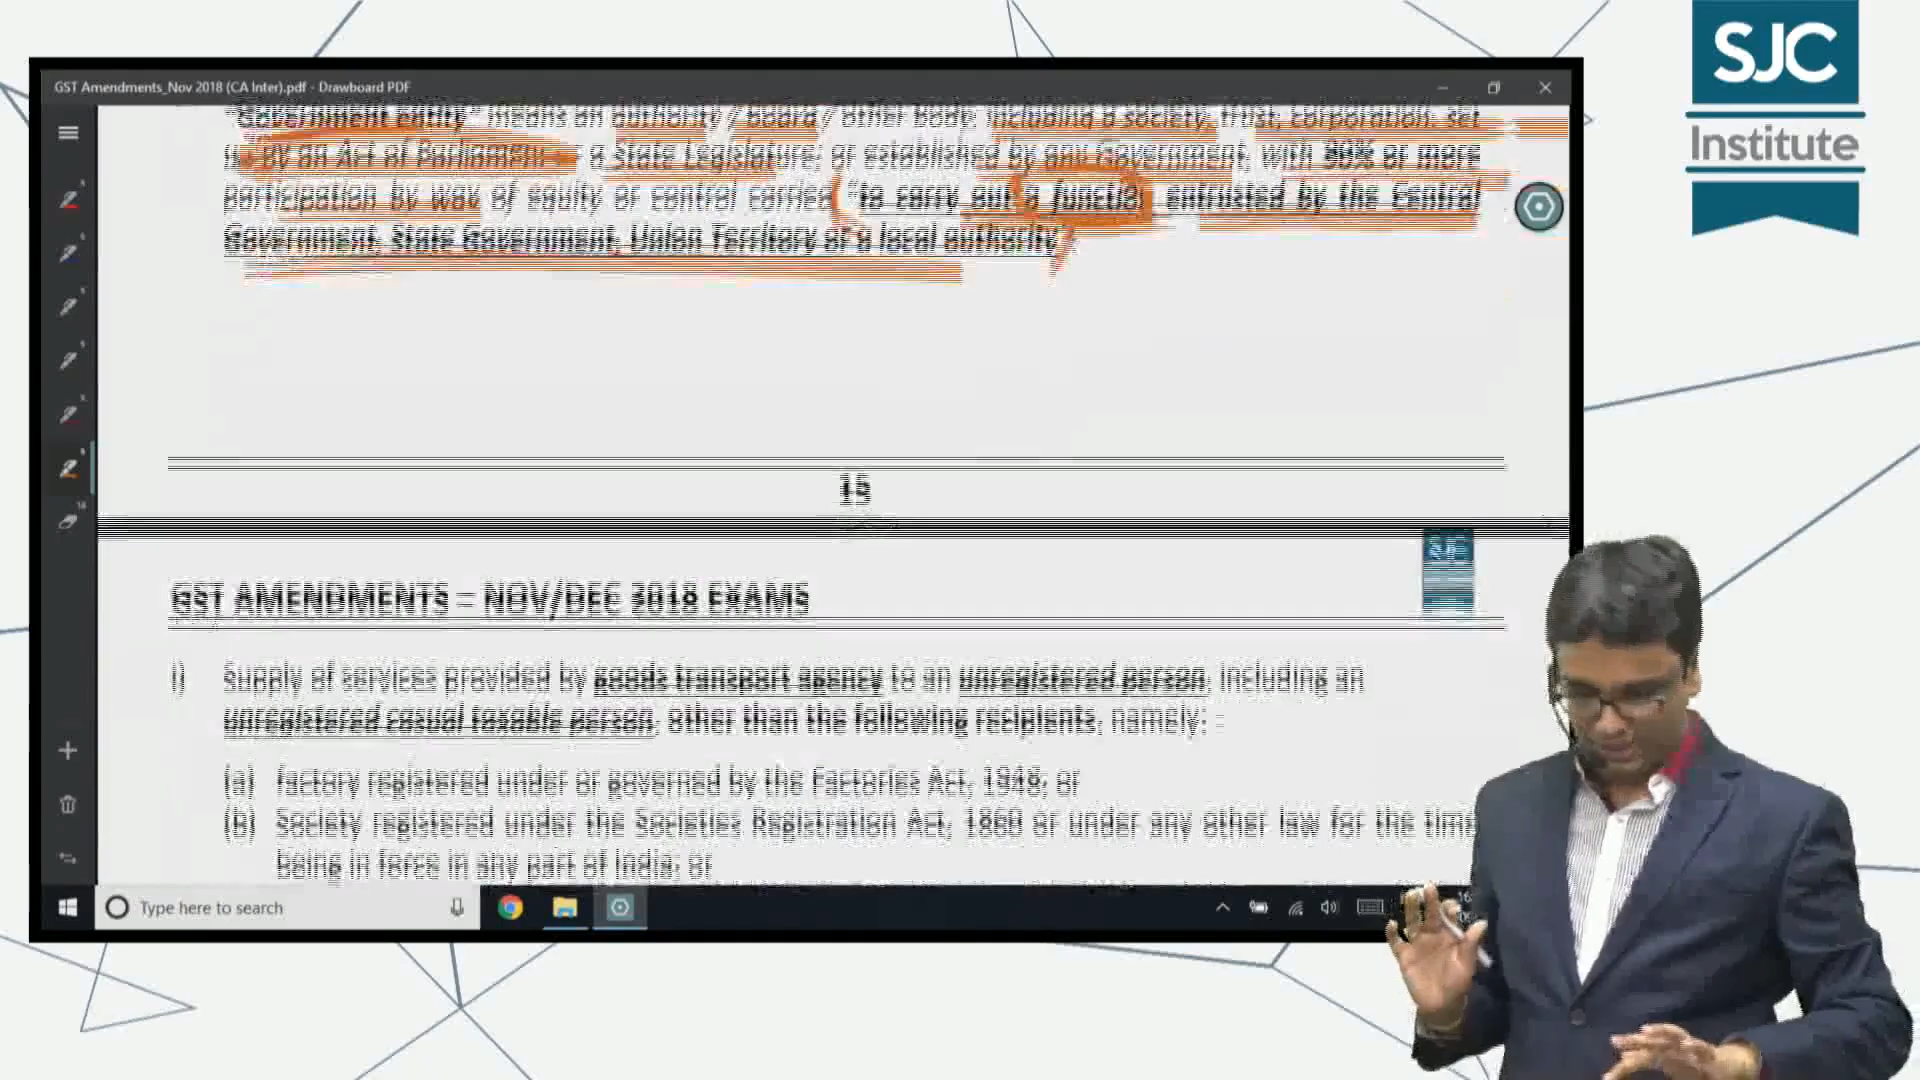 SJC
Institute
GST Amendments_Nov 2018 (CA Inter).pdf - Drawboard PDF
"Government Entity" means an authority / board / other body, including a society, trust, corporation, set
by an Act of Parliament or a State Legislature; or established by any Government, with 90% or more
participation by way of equity or control carried "to carry out a function entrusted by the Central
Government, State Government, Union Territory or a local authority
15
GST AMENDMENTS – NOV/DEC 2018 EXAMS
i) Supply of services provided by goods transport agency to an unregistered person, including an
unregistered casual taxable person, other than the following recipients, namely: -
(a) factory registered under or governed by the Factories Act, 1948; or
(b) Society registered under the Societies Registration Act, 1860 or under any other law for the time
being in force in any part of India; or
Type here to search